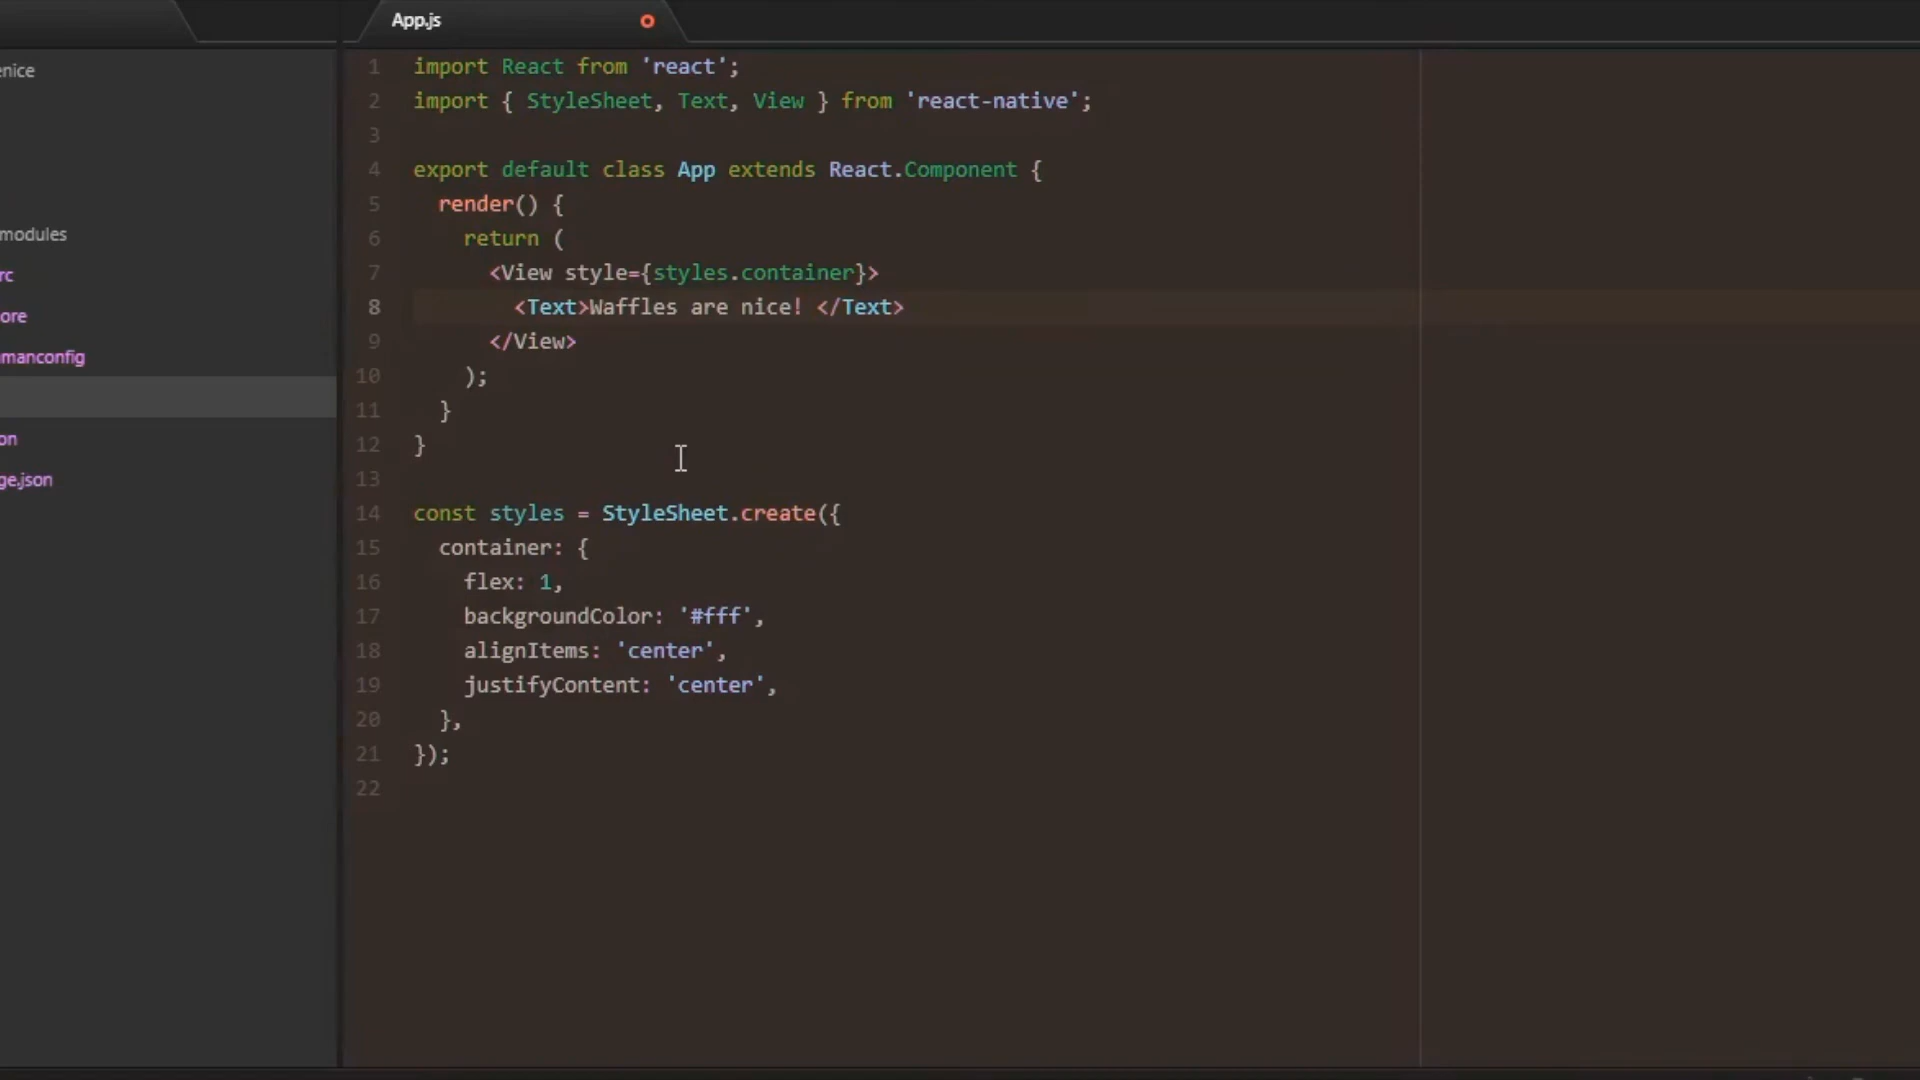 App.js
enice
modules
rc
ore
manconfig
on
ge.json
1 import React from 'react';
2 import { StyleSheet, Text, View } from 'react-native';
3
4 export default class App extends React.Component {
5   render() {
6     return (
7       <View style={styles.container}>
8         <Text>Waffles are nice! </Text>
9       </View>
10     );
11   }
12 }
13
14 const styles = StyleSheet.create({
15   container: {
16     flex: 1,
17     backgroundColor: '#fff',
18     alignItems: 'center',
19     justifyContent: 'center',
20   },
21 });
22